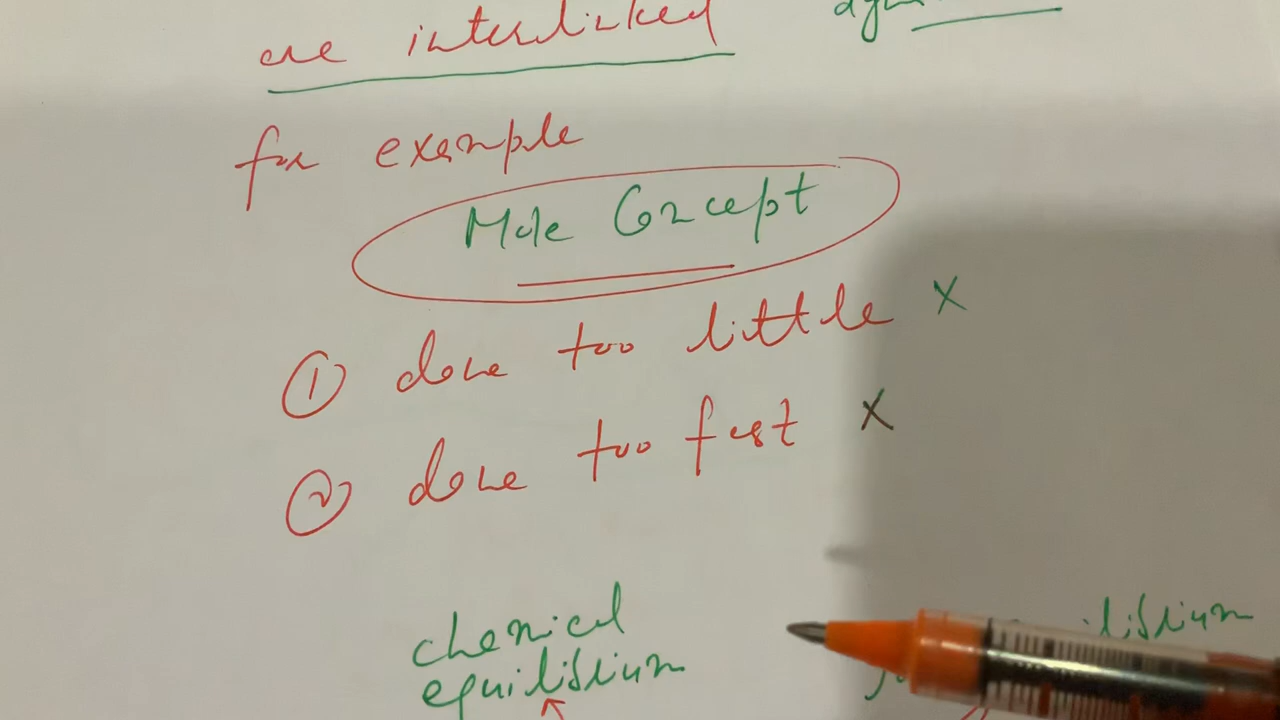 are interlinked
for example
Mole Concept
① done too little ×
② done too fast ×
chemical
equilibrium